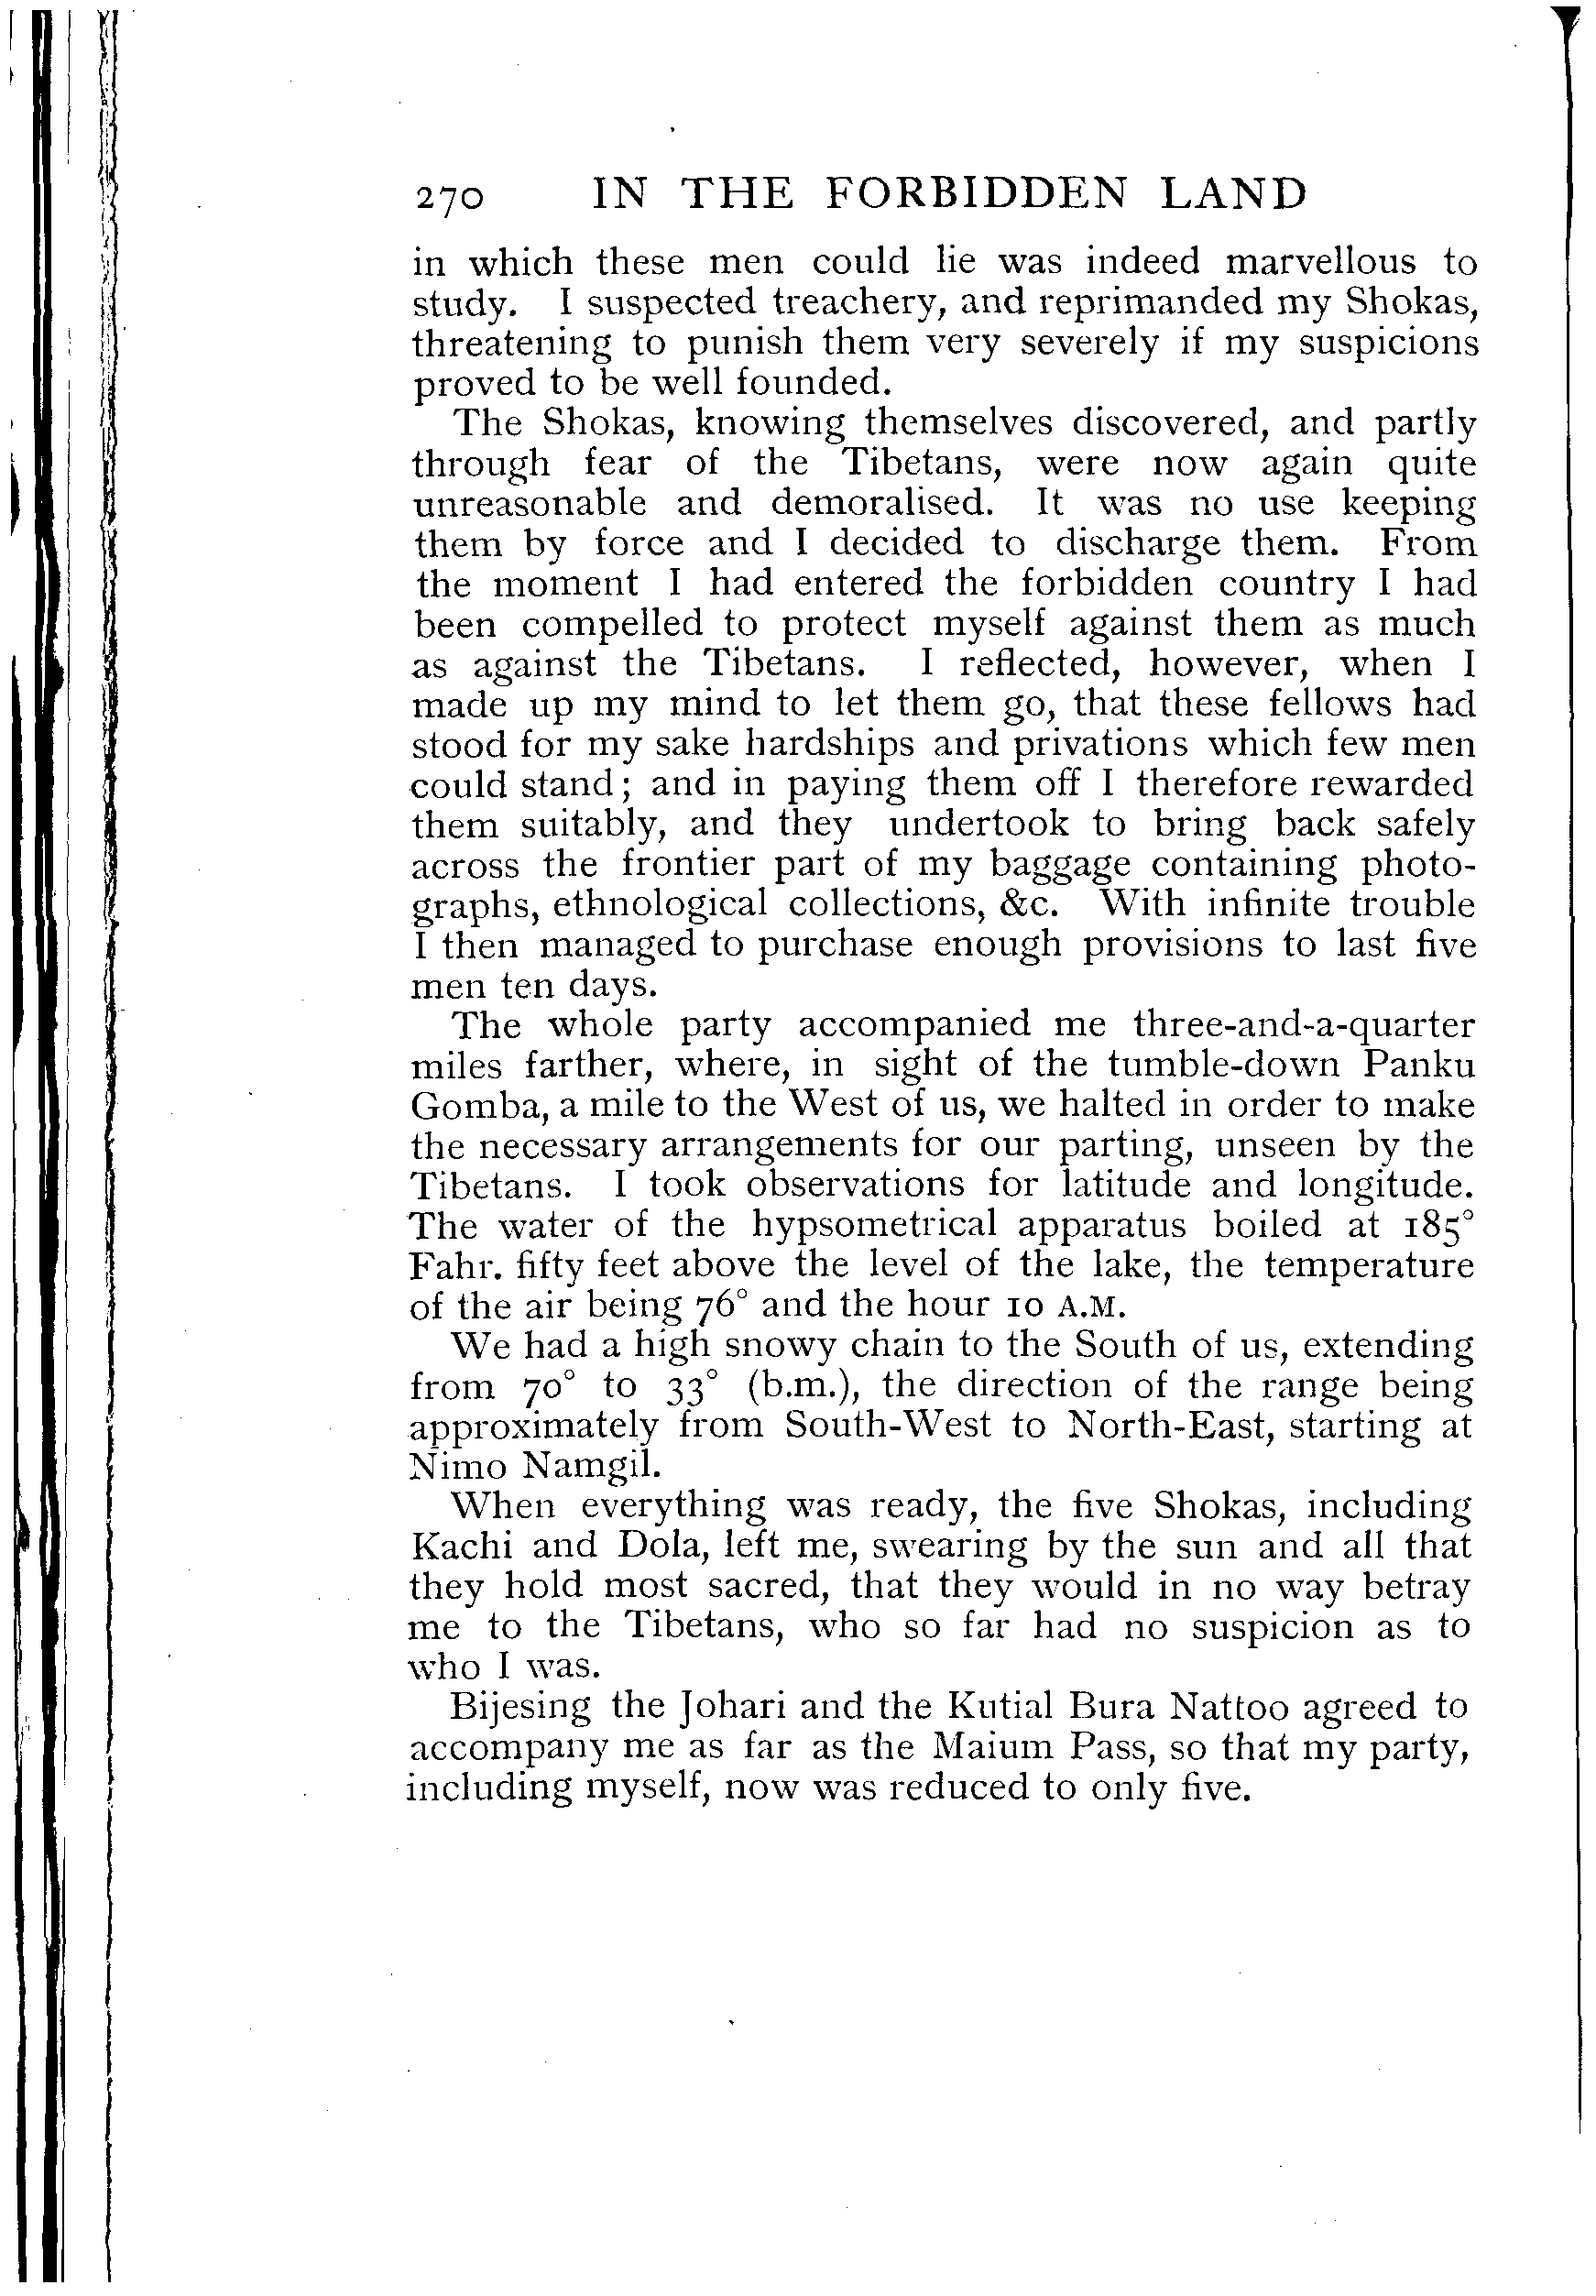 270 IN THE FORBIDDEN LAND
in which these men could lie was indeed marvellous to
study. I suspected treachery, and reprimanded my Shokas,
threatening to punish them very severely if my suspicions
proved to be well founded.
The Shokas, knowing themselves discovered, and partly
through fear of the Tibetans, were now again quite
unreasonable and demoralised. It was no use keeping
them by force and I decided to discharge them. From
the moment I had entered the forbidden country I had
been compelled to protect myself against them as much
as against the Tibetans. I reflected, however, when I
made up my mind to let them go, that these fellows had
stood for my sake hardships and privations which few men
could stand; and in paying them off I therefore rewarded
them suitably, and they undertook to bring back safely
across the frontier part of my baggage containing photo-
graphs, ethnological collections, &c. With infinite trouble
I then managed to purchase enough provisions to last five
men ten days.
The whole party accompanied me three-and-a-quarter
miles farther, where, in sight of the tumble-down Panku
Gomba, a mile to the West of us, we halted in order to make
the necessary arrangements for our parting, unseen by the
Tibetans. I took observations for latitude and longitude.
The water of the hypsometrical apparatus boiled at 185°
Fahr. fifty feet above the level of the lake, the temperature
of the air being 76° and the hour 10 A.M.
We had a high snowy chain to the South of us, extending
from 70° to 33° (b.m.), the direction of the range being
approximately from South-West to North-East, starting at
Nimo Namgil.
When everything was ready, the five Shokas, including
Kachi and Dola, left me, swearing by the sun and all that
they hold most sacred, that they would in no way betray
me to the Tibetans, who so far had no suspicion as to
who I was.
Bijesing the Johari and the Kutial Bura Nattoo agreed to
accompany me as far as the Maium Pass, so that my party,
including myself, now was reduced to only five.